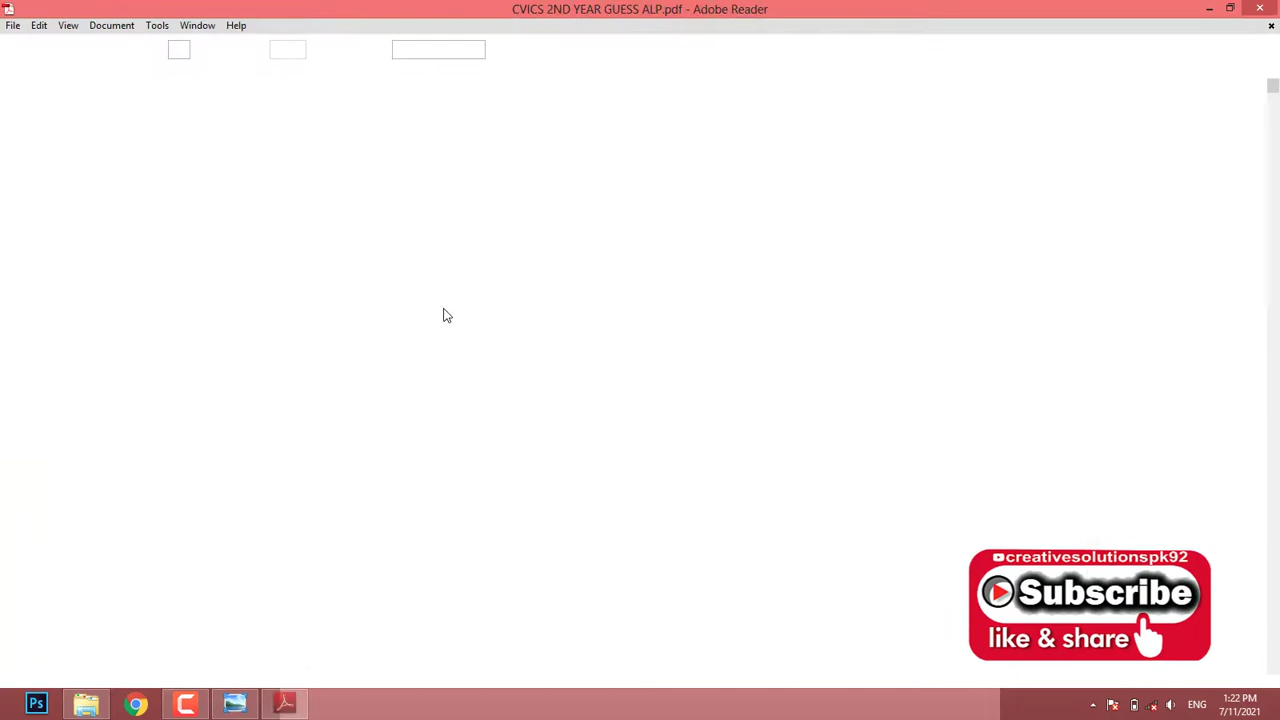 CVICS 2ND YEAR GUESS ALP.pdf - Adobe Reader
File Edit View Document Tools Window Help
creativesolutionspk92
Subscribe
like & share
Ps
ENG
1:22 PM
7/11/2021